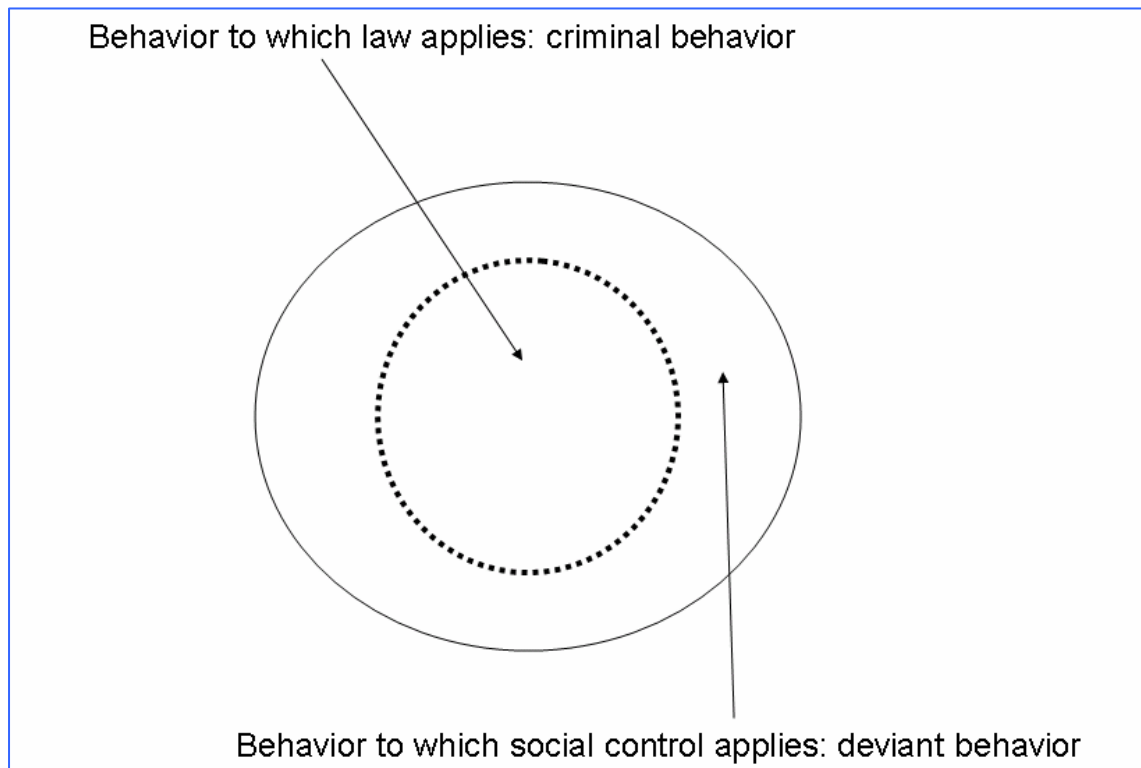 Behavior to which law applies: criminal behavior
Behavior to which social control applies: deviant behavior